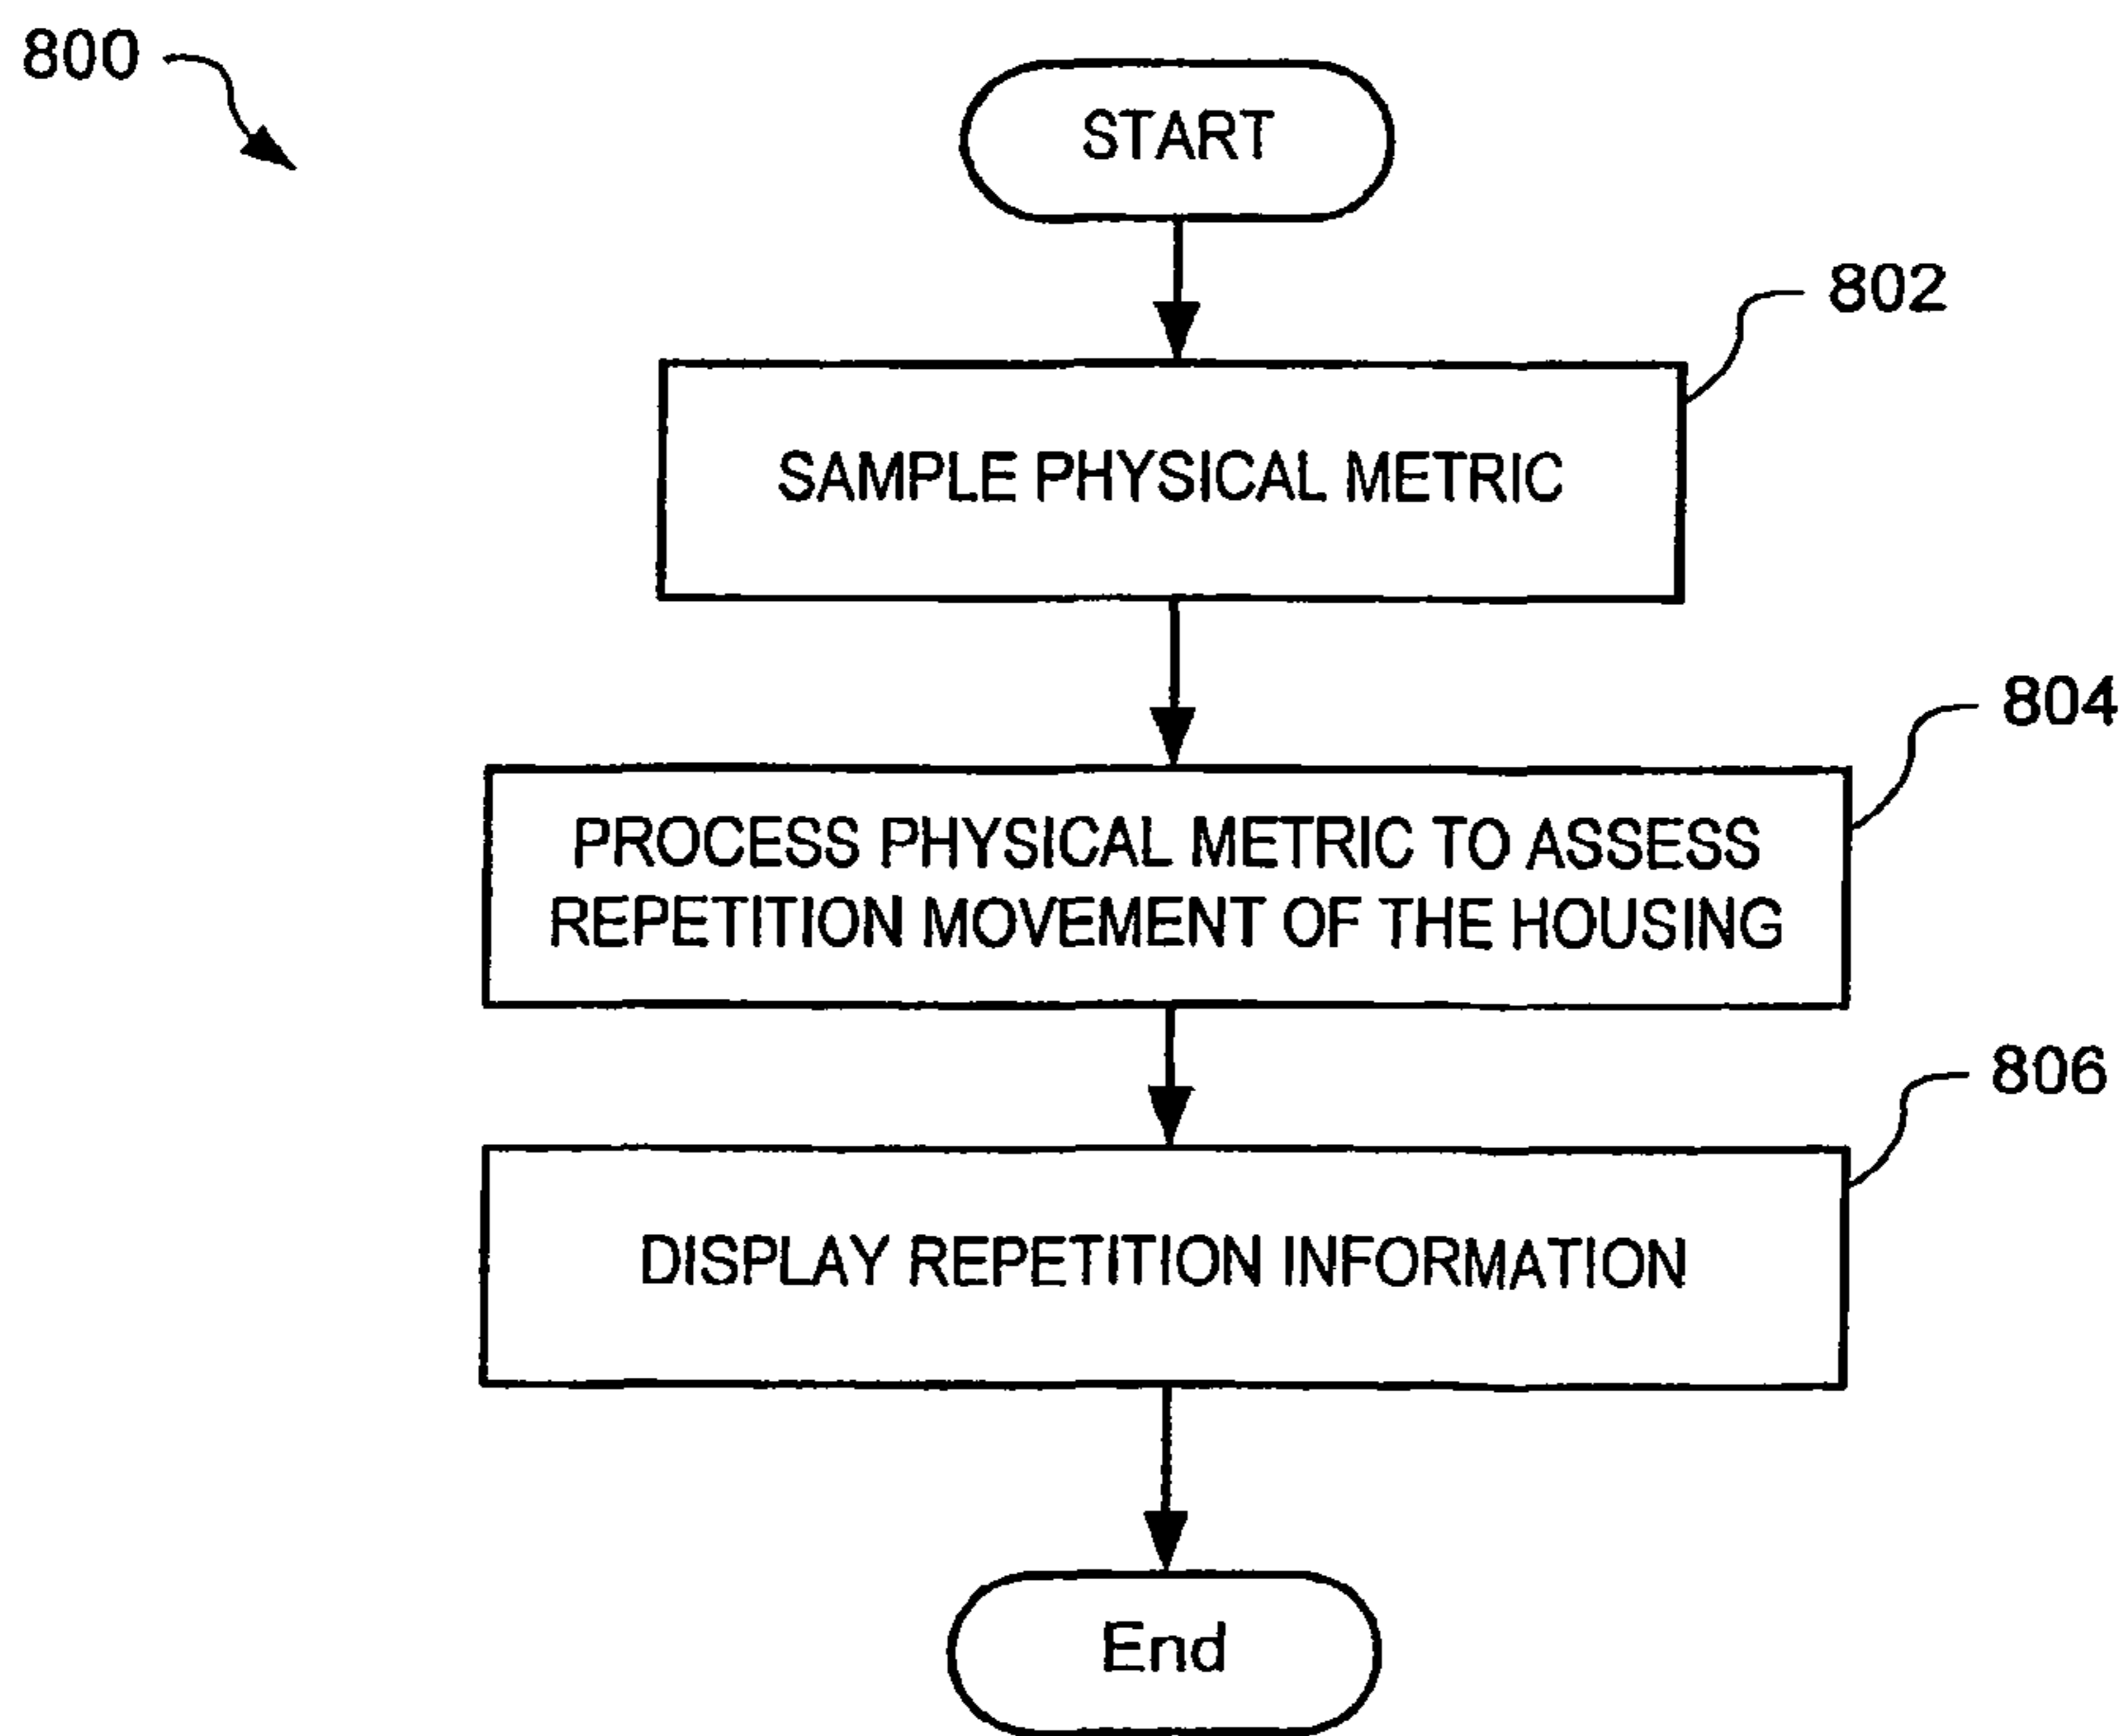 800
START
802
SAMPLE PHYSICAL METRIC
804
PROCESS PHYSICAL METRIC TO ASSESS
REPETITION MOVEMENT OF THE HOUSING
806
DISPLAY REPETITION INFORMATION
End